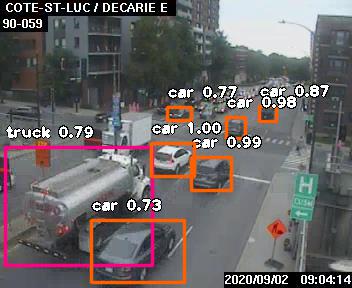 COTE-ST-LUC / DECARIE E
90-059
car 0.77
car 0.87
car 0.98
truck 0.79
car 1.00
car 0.99
H
car 0.73
2020/09/02 09:04:14